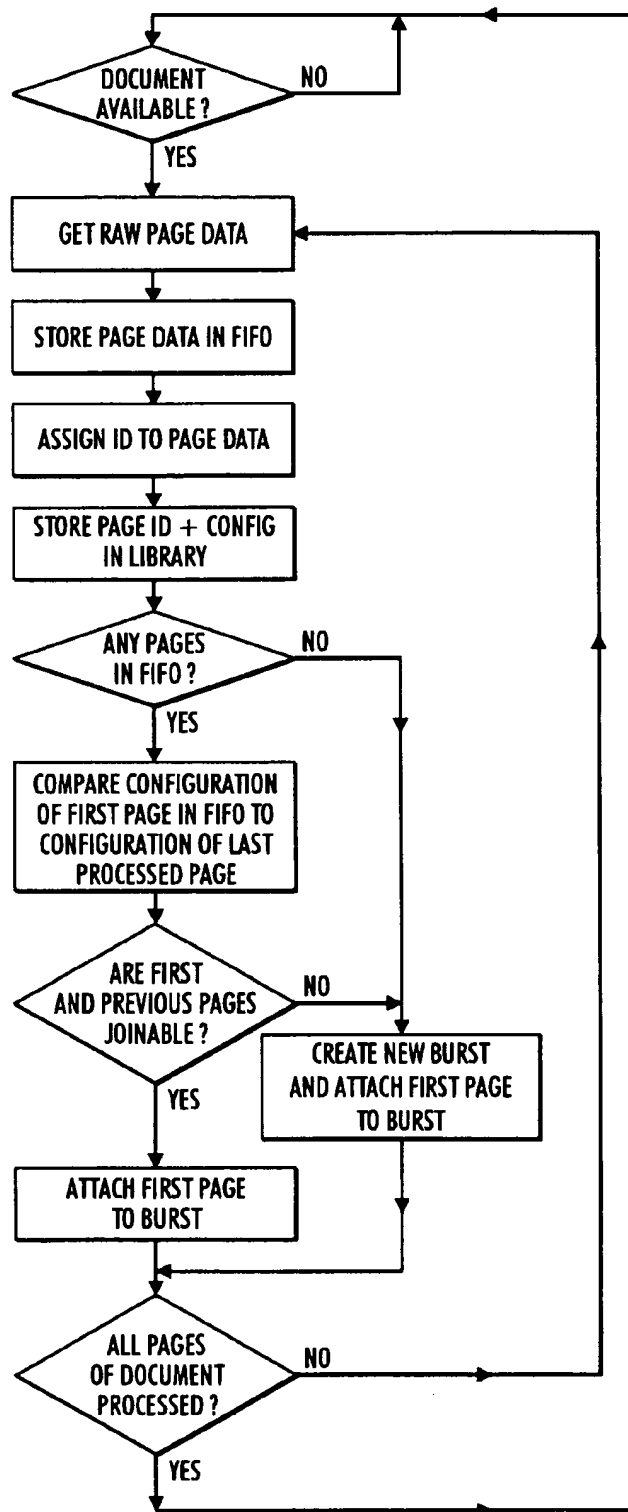 DOCUMENT
AVAILABLE ?
NO
YES
GET RAW PAGE DATA
STORE PAGE DATA IN FIFO
ASSIGN ID TO PAGE DATA
STORE PAGE ID + CONFIG
IN LIBRARY
ANY PAGES
IN FIFO ?
NO
YES
COMPARE CONFIGURATION
OF FIRST PAGE IN FIFO TO
CONFIGURATION OF LAST
PROCESSED PAGE
ARE FIRST
AND PREVIOUS PAGES
JOINABLE ?
NO
YES
CREATE NEW BURST
AND ATTACH FIRST PAGE
TO BURST
ATTACH FIRST PAGE
TO BURST
ALL PAGES
OF DOCUMENT
PROCESSED ?
NO
YES